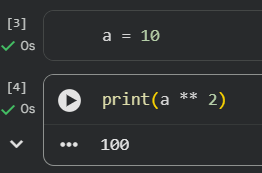 [3]
a = 10
0s
[4]
print(a ** 2)
0s
100